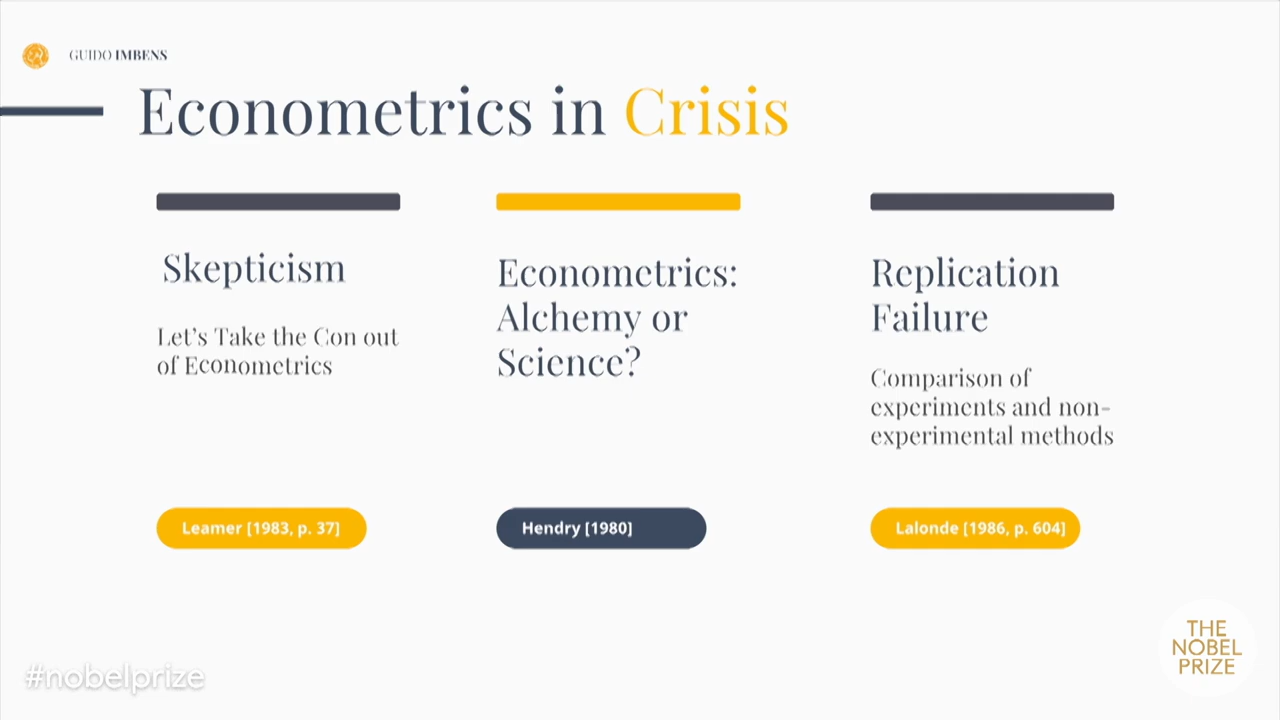 GUIDO IMBENS
Econometrics in Crisis
Skepticism
Let's Take the Con out
of Econometrics
Leamer [1983, p. 37]
Econometrics:
Alchemy or
Science?
Hendry [1980]
Replication
Failure
Comparison of
experiments and non-
experimental methods
Lalonde [1986, p. 604]
#nobelprize
THE
NOBEL
PRIZE